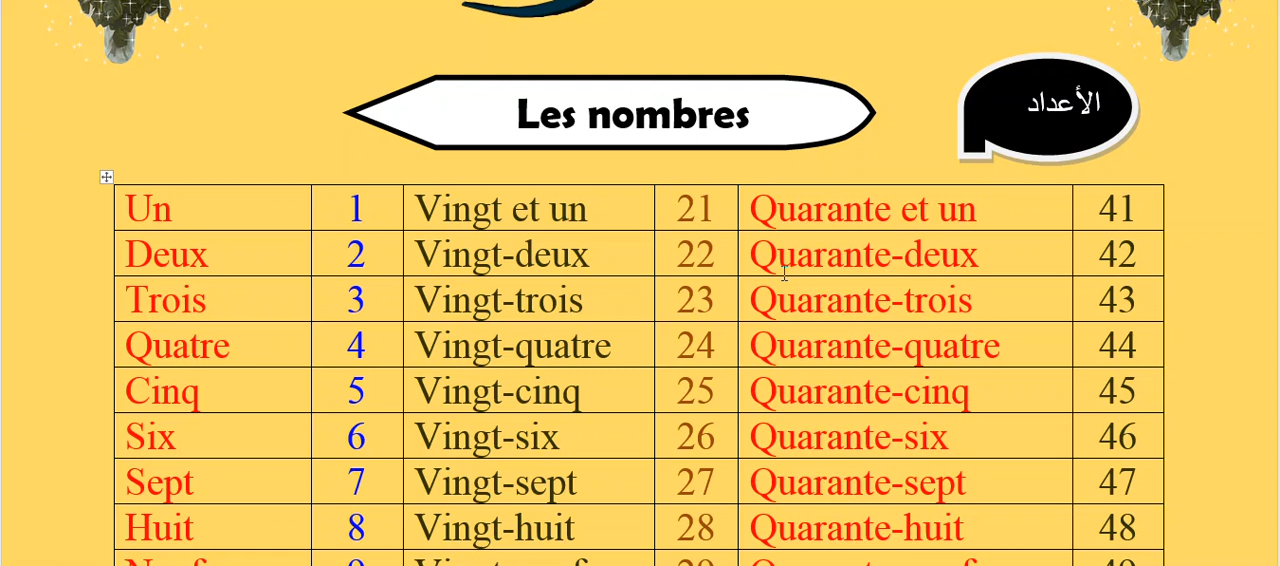 Les nombres
الأعداد
Un 1 Vingt et un 21 Quarante et un 41
Deux 2 Vingt-deux 22 Quarante-deux 42
Trois 3 Vingt-trois 23 Quarante-trois 43
Quatre 4 Vingt-quatre 24 Quarante-quatre 44
Cinq 5 Vingt-cinq 25 Quarante-cinq 45
Six 6 Vingt-six 26 Quarante-six 46
Sept 7 Vingt-sept 27 Quarante-sept 47
Huit 8 Vingt-huit 28 Quarante-huit 48